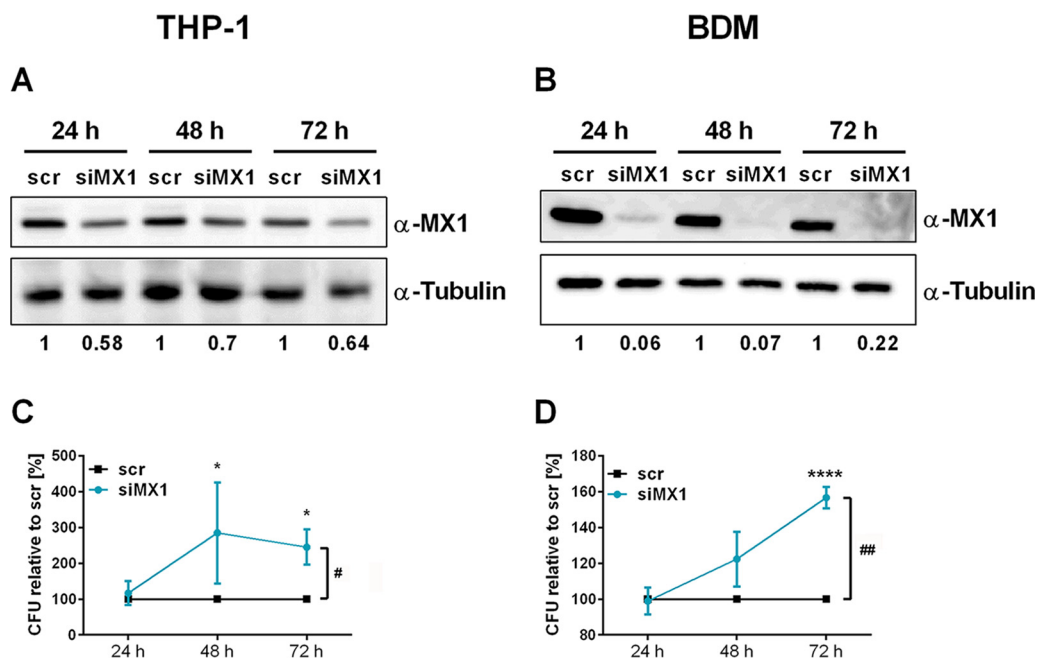 THP-1
BDM
A
24 h 48 h 72 h
scr siMX1 scr siMX1 scr siMX1
α-MX1
α-Tubulin
1 0.58 1 0.7 1 0.64
B
24 h 48 h 72 h
scr siMX1 scr siMX1 scr siMX1
α-MX1
α-Tubulin
1 0.06 1 0.07 1 0.22
C
CFU relative to scr [%]
500
400
300
200
100
0
scr
siMX1
*
*
#
24 h 48 h 72 h
D
CFU relative to scr [%]
180
160
140
120
100
80
scr
siMX1
****
##
24 h 48 h 72 h